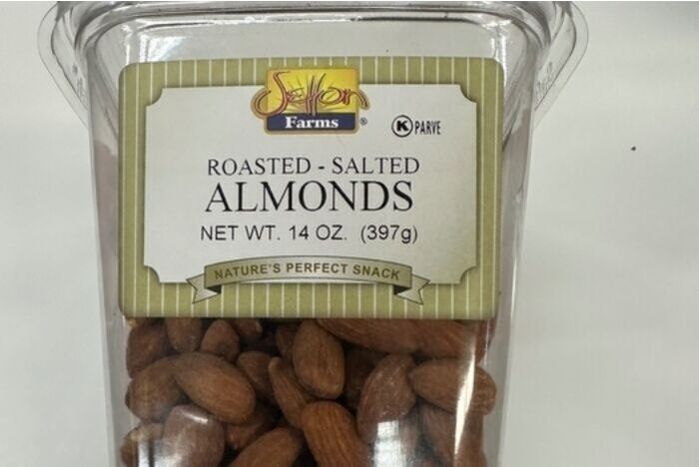 Setton
Farms ®
K PARVE
ROASTED - SALTED
ALMONDS
NET WT. 14 OZ. (397g)
NATURE'S PERFECT SNACK